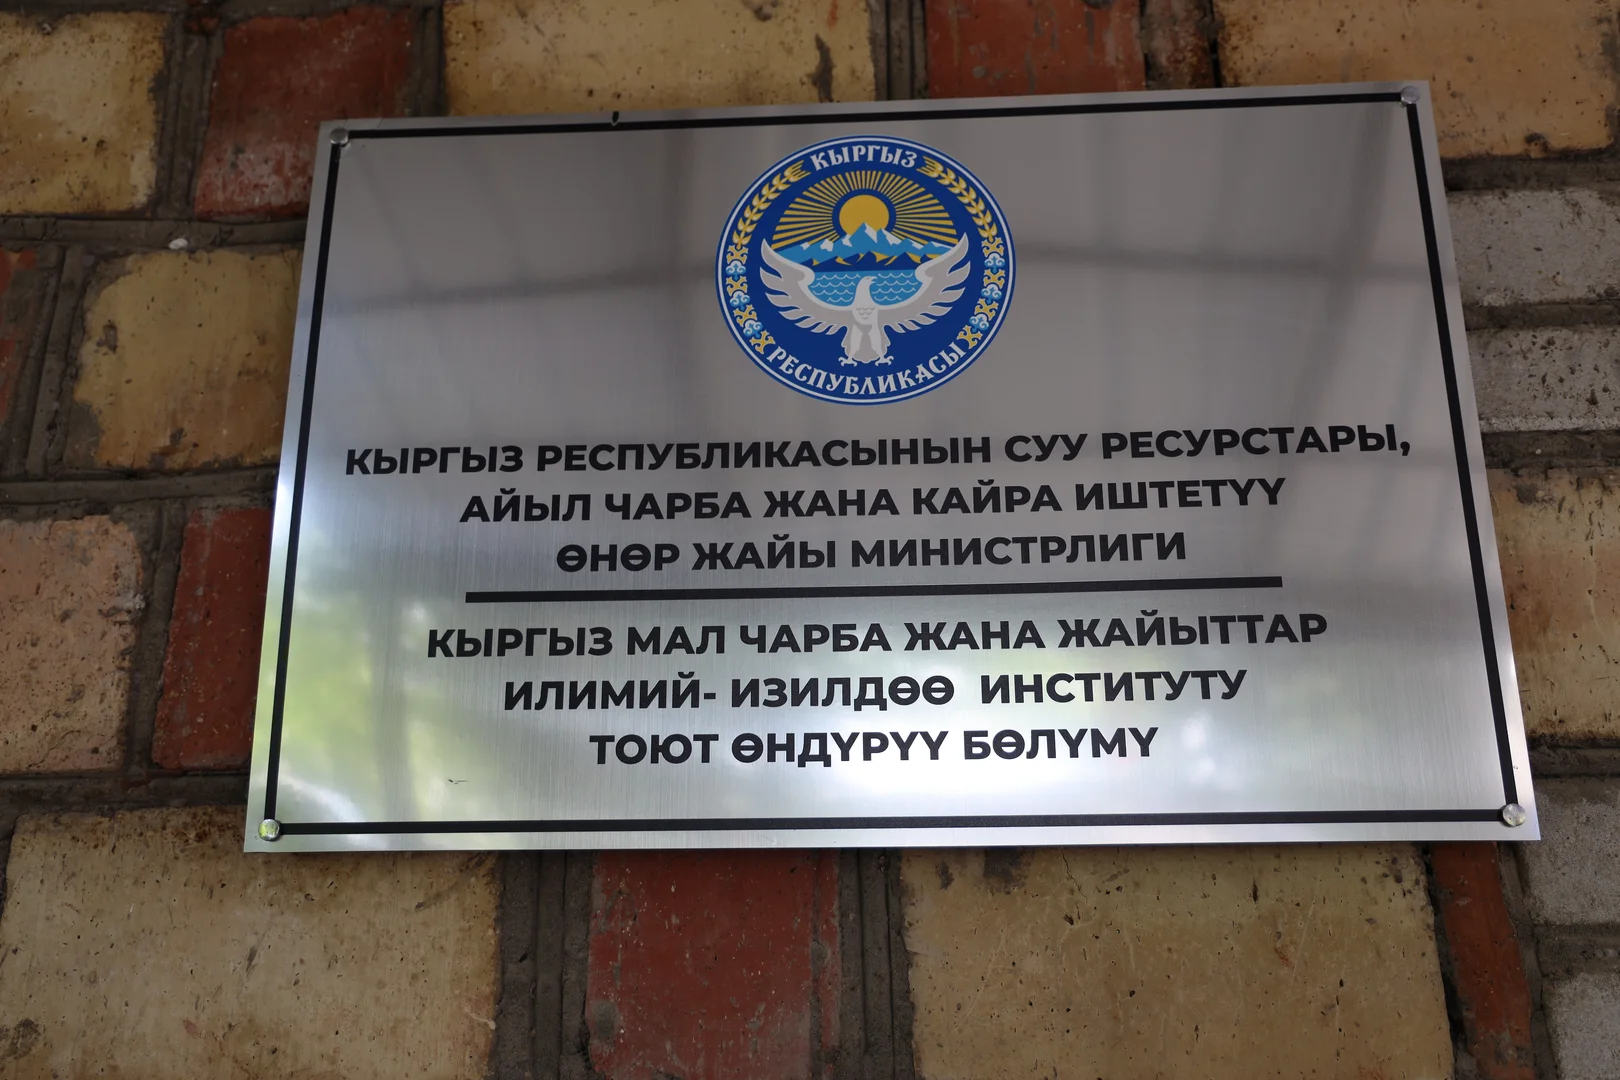 КЫРГЫЗ
РЕСПУБЛИКАСЫ
КЫРГЫЗ РЕСПУБЛИКАСЫНЫН СУУ РЕСУРСТАРЫ,
АЙЫЛ ЧАРБА ЖАНА КАЙРА ИШТЕТҮҮ
ӨНӨР ЖАЙЫ МИНИСТРЛИГИ
КЫРГЫЗ МАЛ ЧАРБА ЖАНА ЖАЙЫТТАР
ИЛИМИЙ- ИЗИЛДӨӨ ИНСТИТУТУ
ТОЮТ ӨНДҮРҮҮ БӨЛҮМҮ